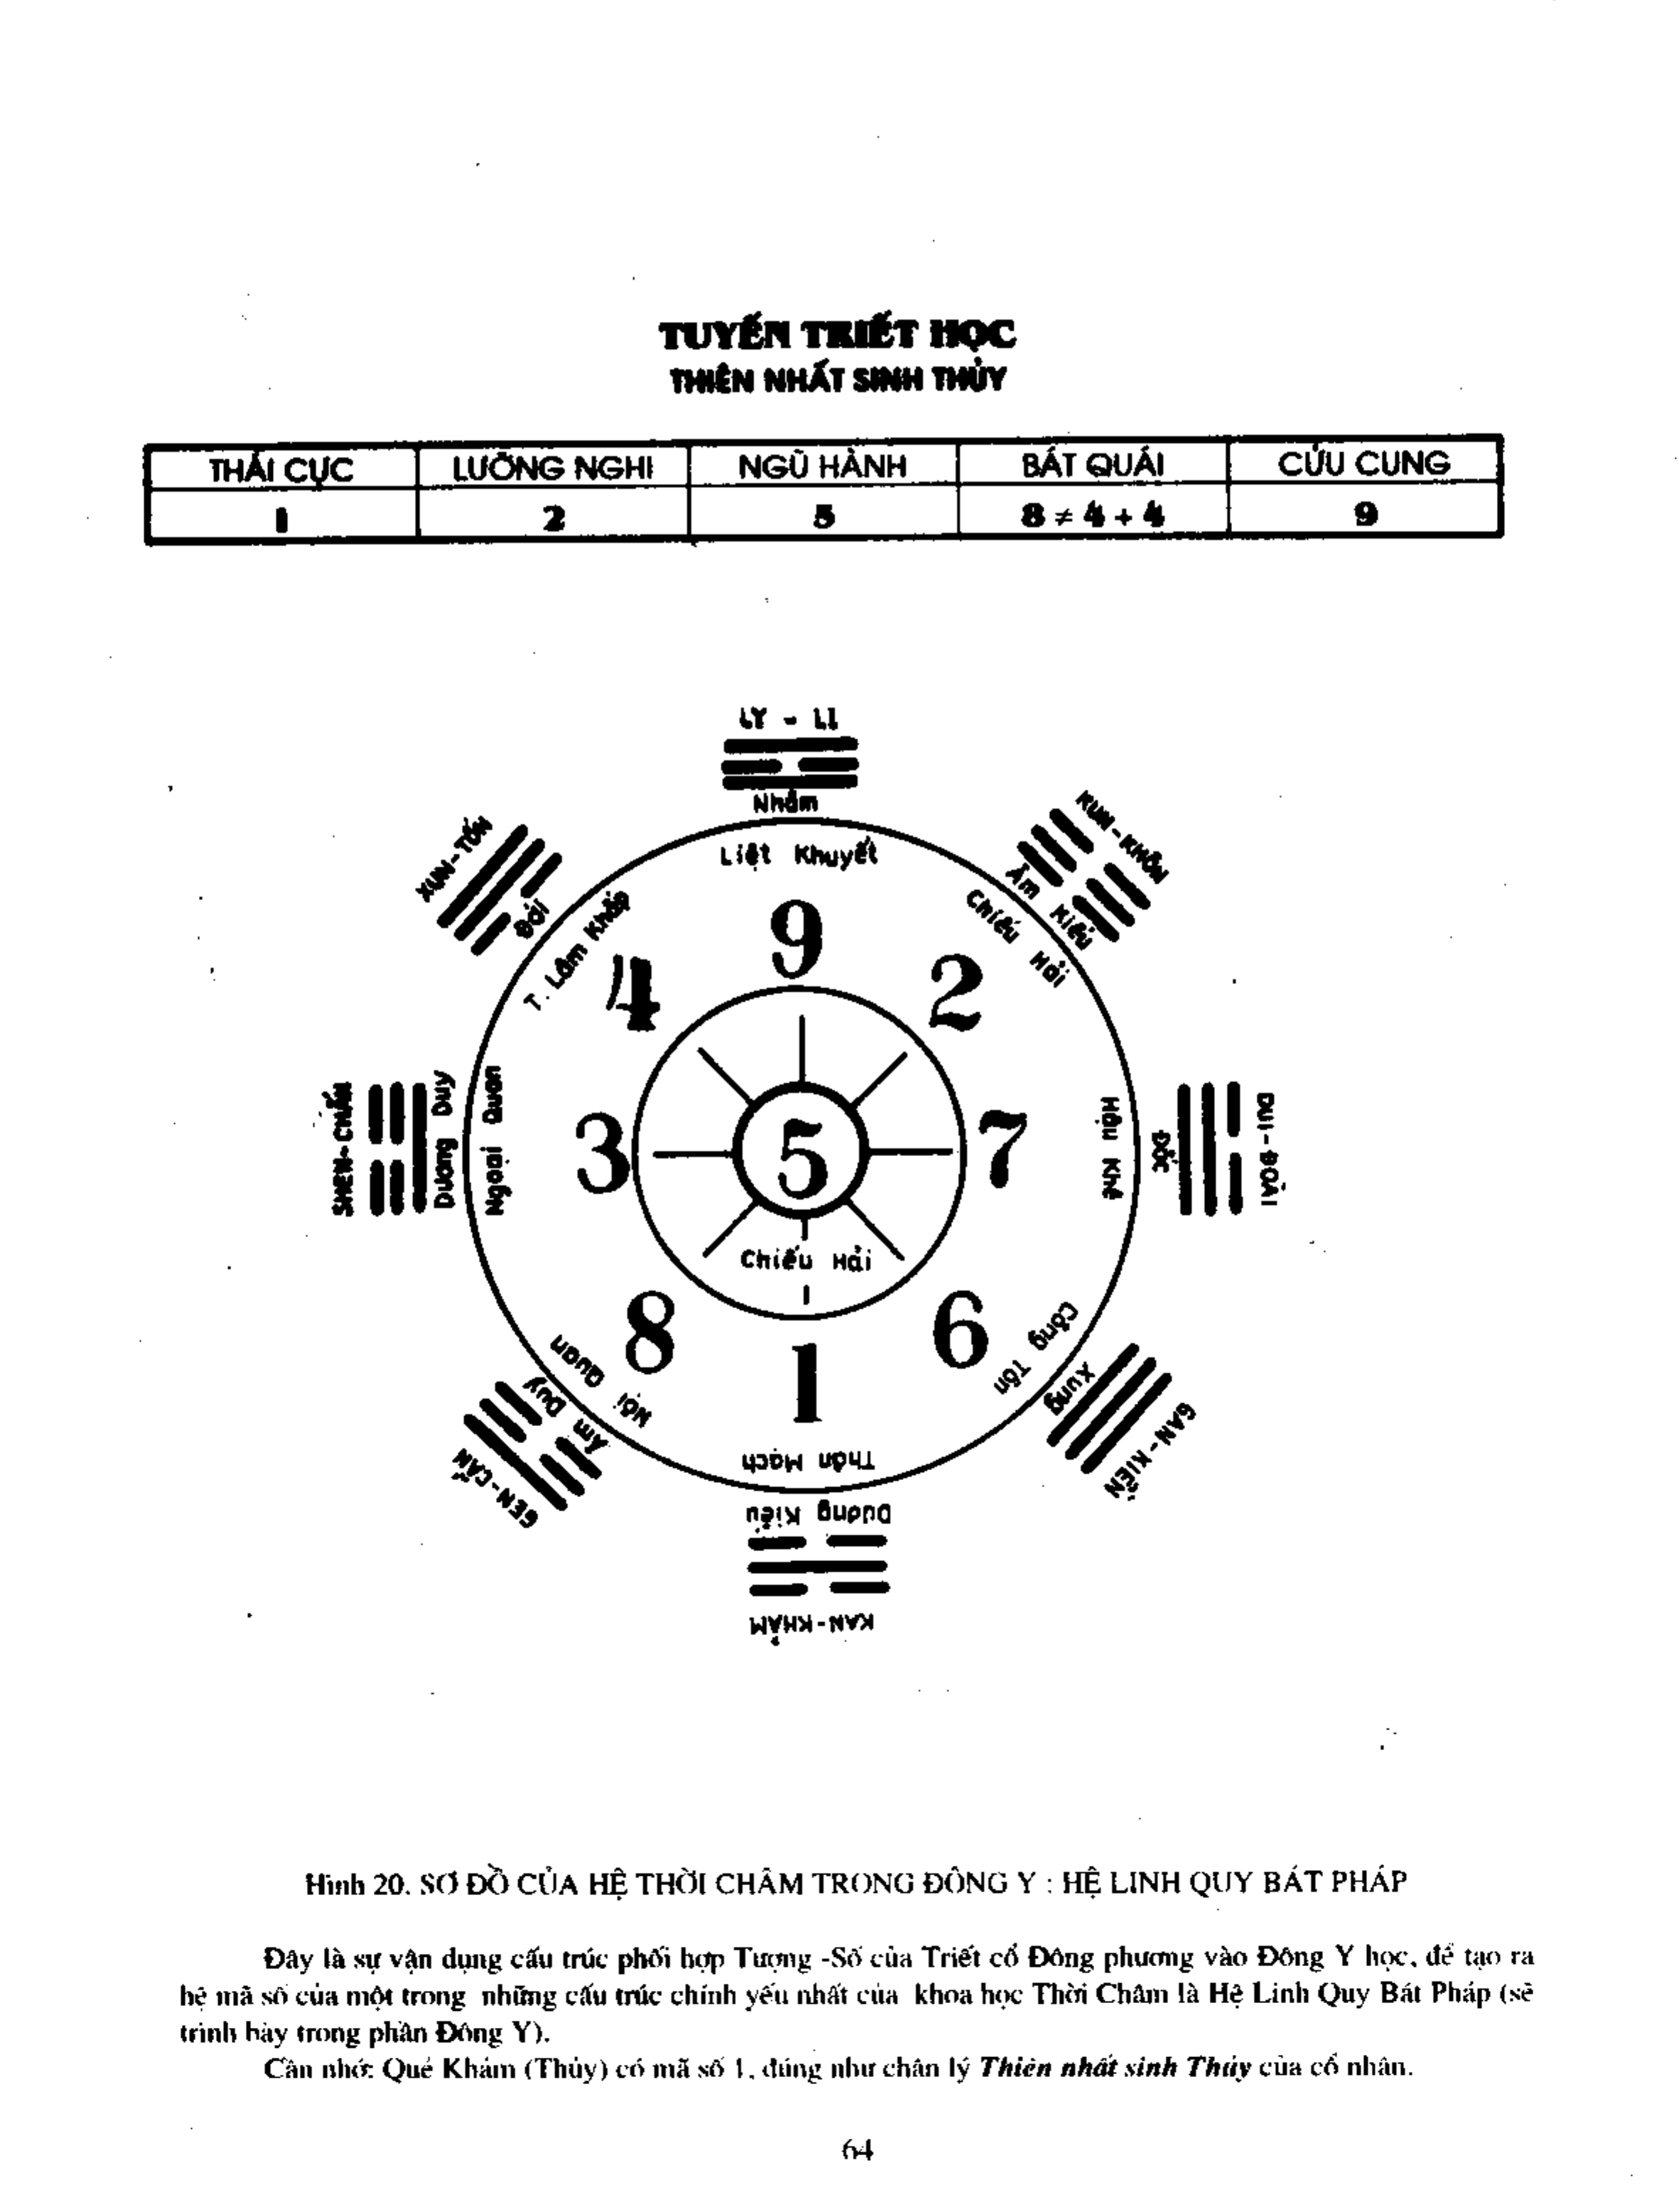 TUYẾN TRIẾT HỌC
THIÊN NHẤT SINH THỦY
THÁI CỰC LƯỠNG NGHI NGŨ HÀNH BÁT QUÁI CỬU CUNG
1 2 5 8 ≠ 4 + 4 9
LY - LI
Nhâm
Liệt Khuyết
9
XUN-TỐN
Đới
T. Lâm Khấp
4
KUN-KHÔN
Âm Kiểu
Chiếu Hải
2
SHEN-CHẤN
Dương Duy
Ngoại Quan
3
5
Chiếu Hải
7
Hậu Khê
Đốc
DUI-ĐOÀI
8
Nội Quan
Âm Duy
GEN-CẤN
1
Thân Mạch
Dương Kiểu
KAN-KHẢM
6
Công Tôn
Xung
GAN-KIỀN
Hình 20. SƠ ĐỒ CỦA HỆ THỜI CHÂM TRONG ĐÔNG Y : HỆ LINH QUY BÁT PHÁP
Đây là sự vận dụng cấu trúc phối hợp Tượng -Số của Triết cổ Đông phương vào Đông Y học, để tạo ra
hệ mã số của một trong những cấu trúc chính yếu nhất của khoa học Thời Châm là Hệ Linh Quy Bát Pháp (sẽ
trình bày trong phần Đông Y).
Cần nhớ: Quẻ Khảm (Thủy) có mã số 1, đúng như chân lý Thiên nhất sinh Thủy của cổ nhân.
64